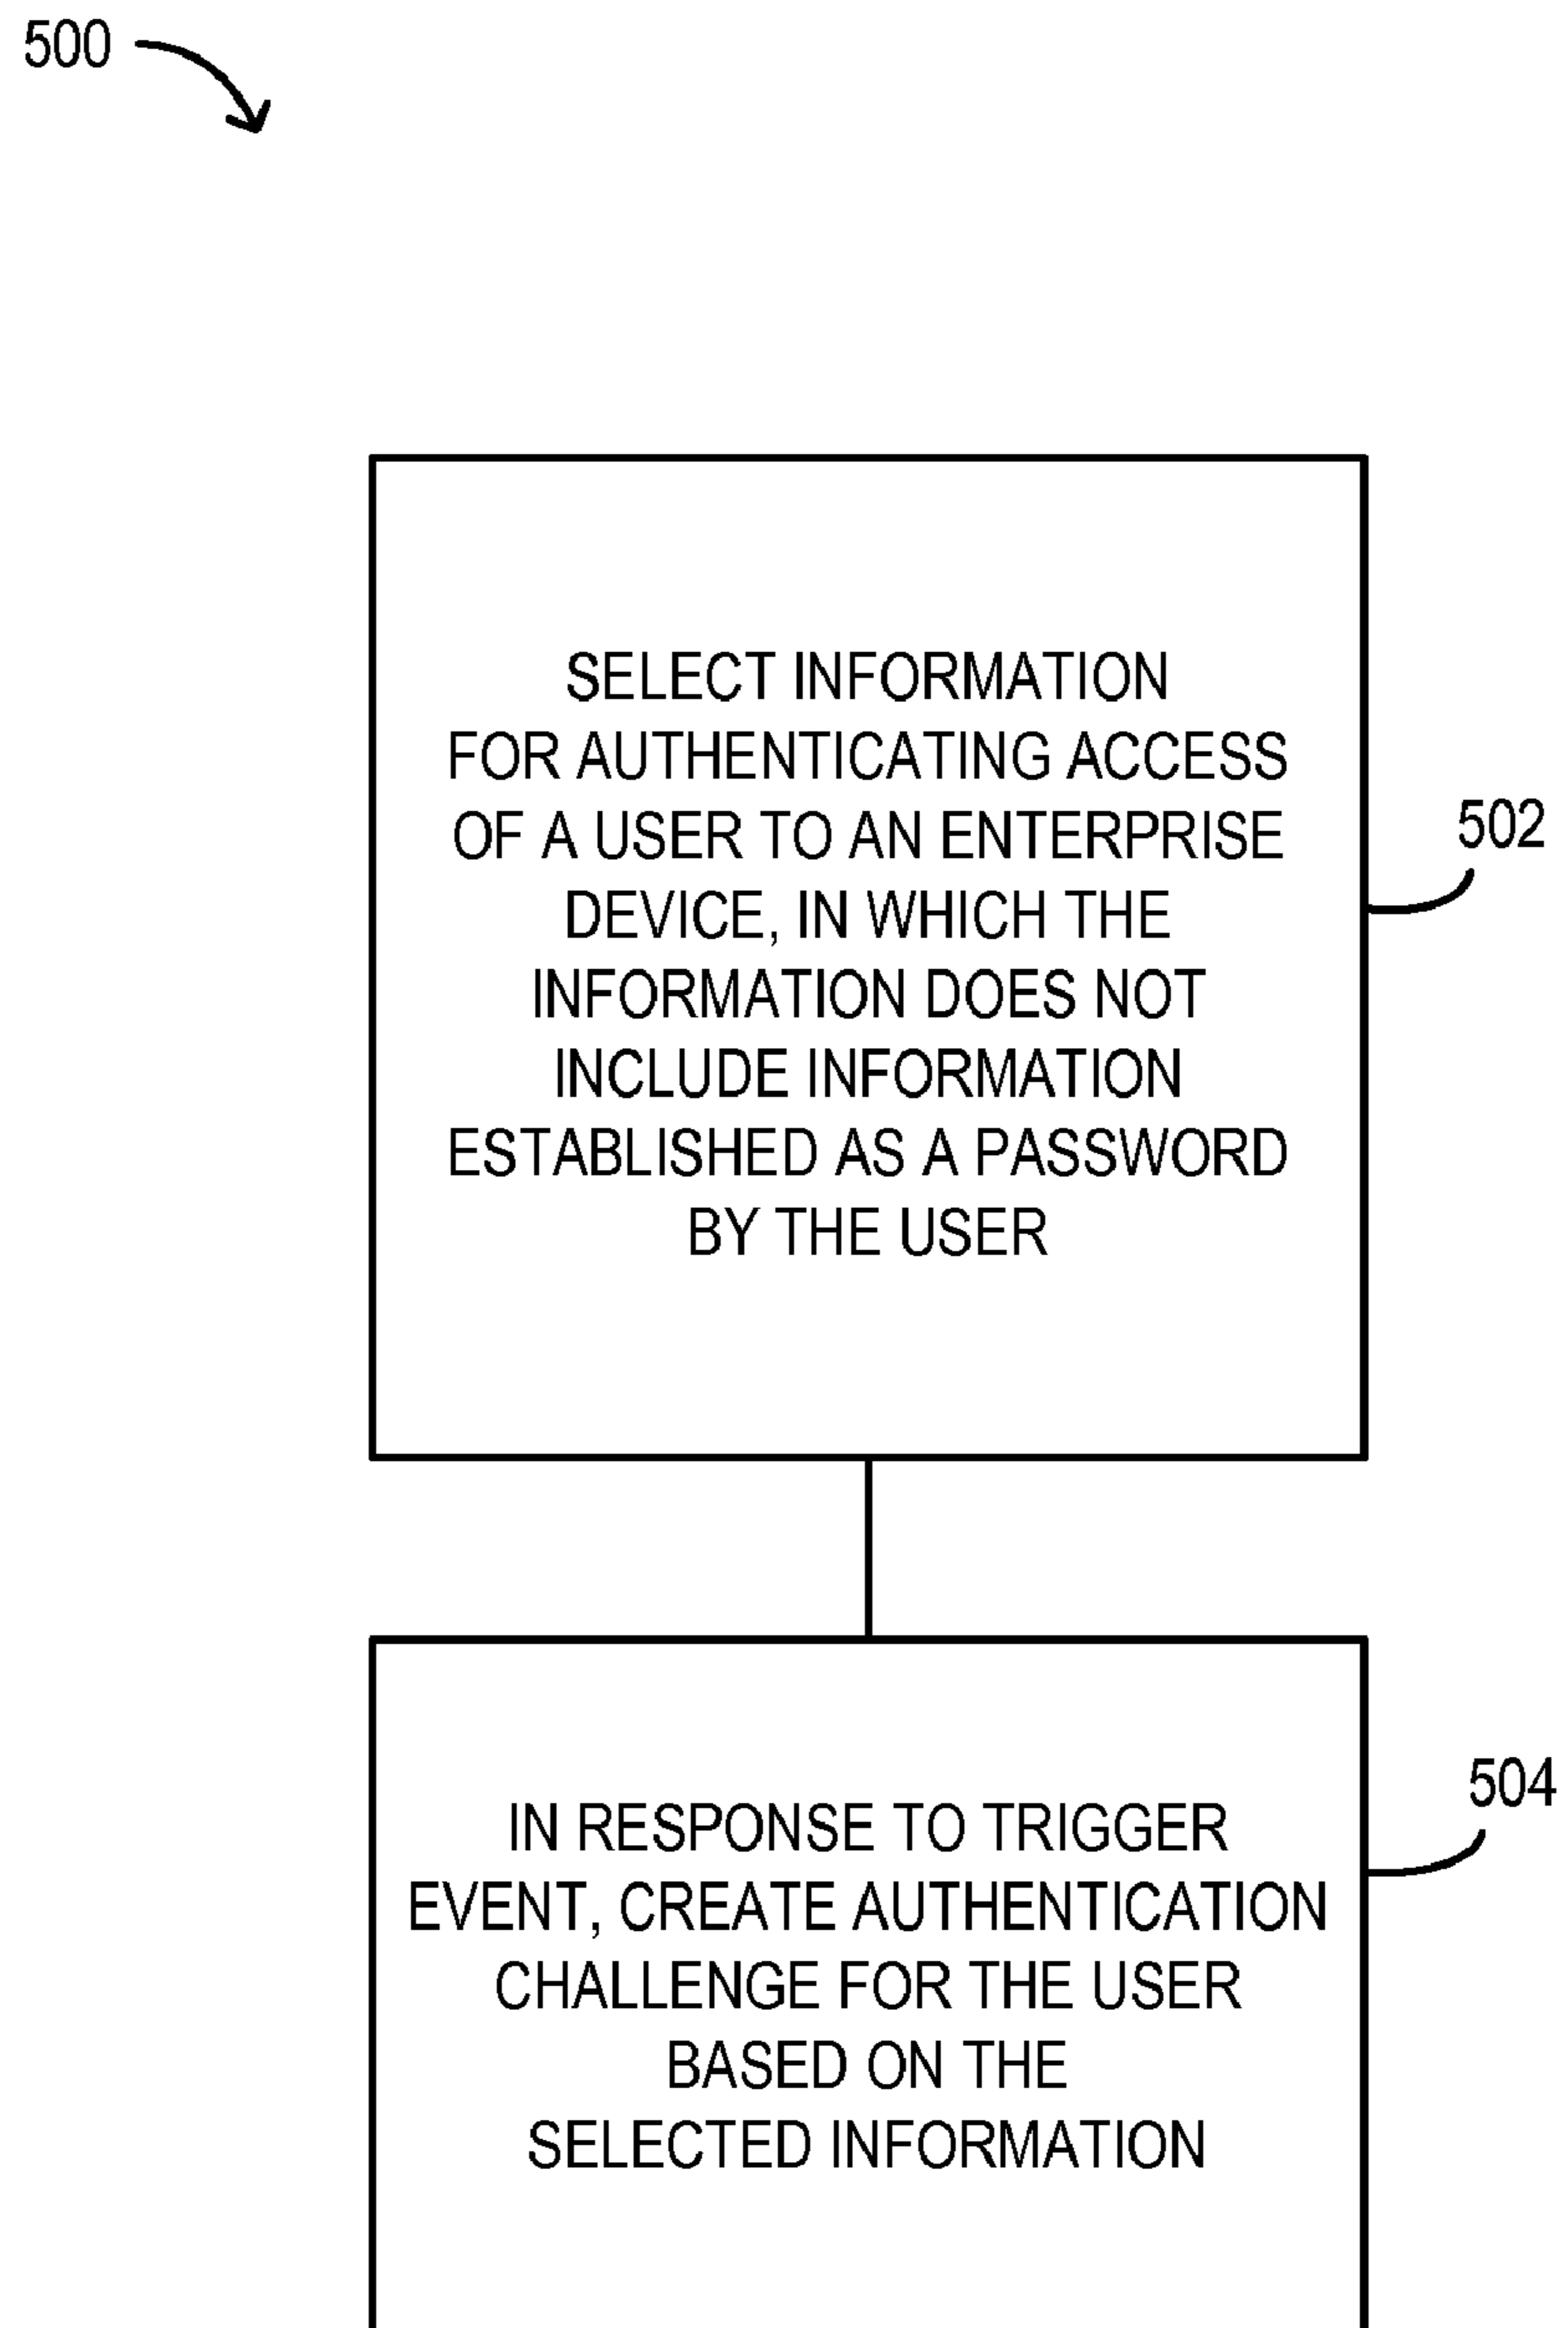 500
SELECT INFORMATION
FOR AUTHENTICATING ACCESS
OF A USER TO AN ENTERPRISE
DEVICE, IN WHICH THE
INFORMATION DOES NOT
INCLUDE INFORMATION
ESTABLISHED AS A PASSWORD
BY THE USER
502
IN RESPONSE TO TRIGGER
EVENT, CREATE AUTHENTICATION
CHALLENGE FOR THE USER
BASED ON THE
SELECTED INFORMATION
504